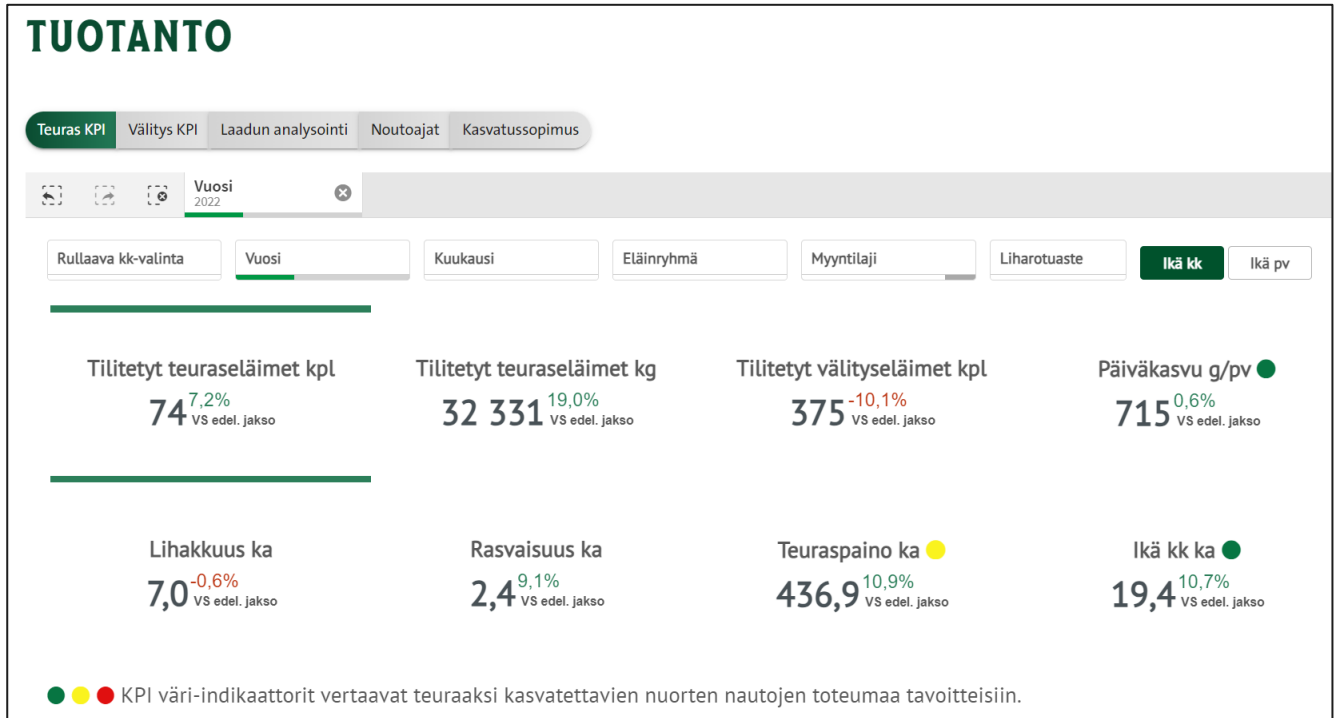 TUOTANTO
Teuras KPI Välitys KPI Laadun analysointi Noutoajat Kasvatussopimus
Vuosi
2022
Rullaava kk-valinta Vuosi Kuukausi Eläinryhmä Myyntilaji Liharotuaste Ikä kk Ikä pv
Tilitetyt teuraseläimet kpl Tilitetyt teuraseläimet kg Tilitetyt välityseläimet kpl Päiväkasvu g/pv
74 7,2% VS edel. jakso 32 331 19,0% VS edel. jakso 375 -10,1% VS edel. jakso 715 0,6% VS edel. jakso
Lihakkuus ka Rasvaisuus ka Teuraspaino ka Ikä kk ka
7,0 -0,6% VS edel. jakso 2,4 9,1% VS edel. jakso 436,9 10,9% VS edel. jakso 19,4 10,7% VS edel. jakso
KPI väri-indikaattorit vertaavat teuraaksi kasvatettavien nuorten nautojen toteumaa tavoitteisiin.